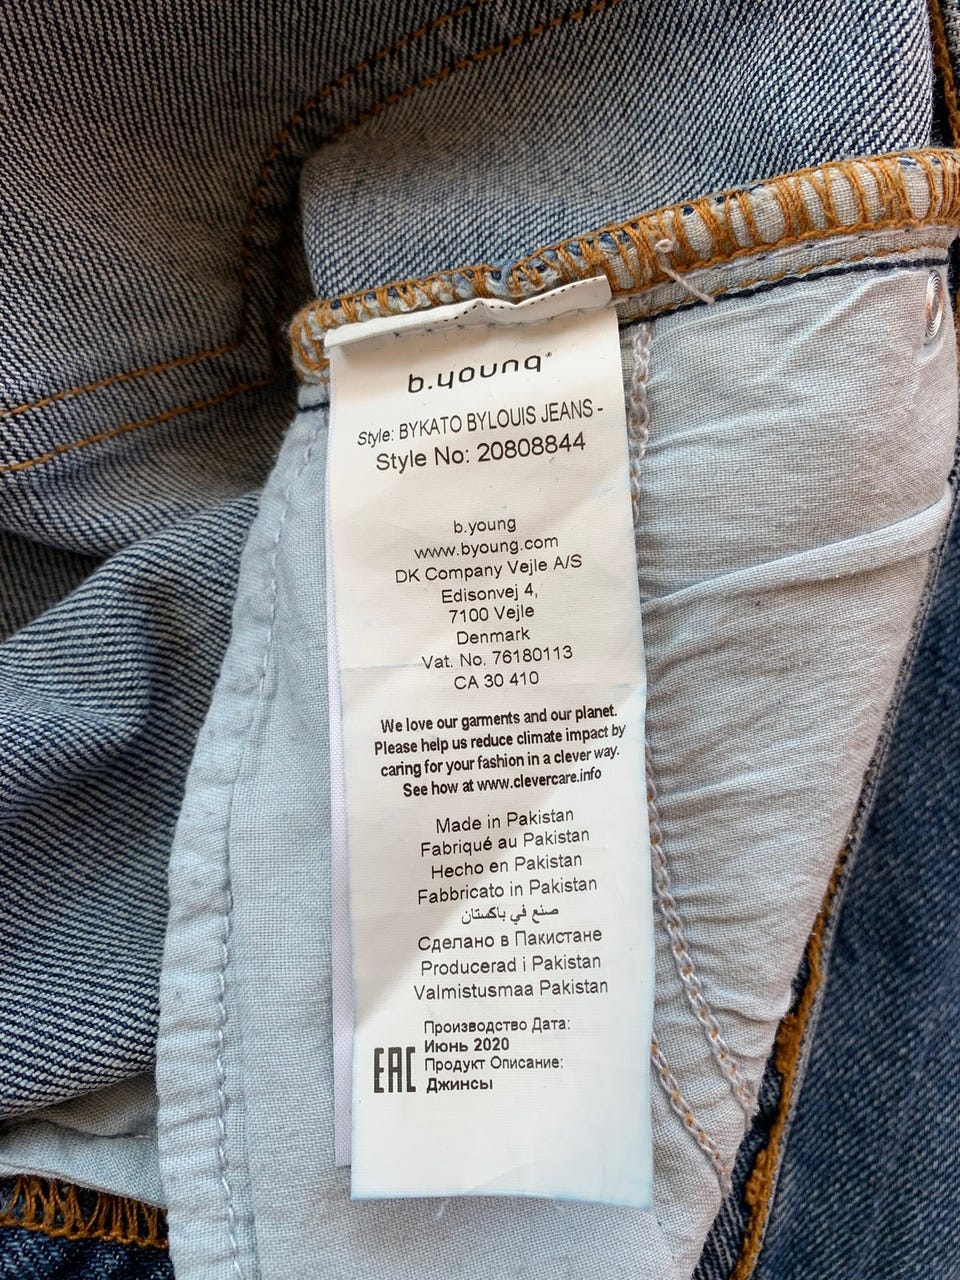 b.young®
Style: BYKATO BYLOUIS JEANS -
Style No: 20808844
b.young
www.byoung.com
DK Company Vejle A/S
Edisonvej 4,
7100 Vejle
Denmark
Vat. No. 76180113
CA 30 410
We love our garments and our planet.
Please help us reduce climate impact by
caring for your fashion in a clever way.
See how at www.clevercare.info
Made in Pakistan
Fabriqué au Pakistan
Hecho en Pakistan
Fabbricato in Pakistan
صنع في باكستان
Сделано в Пакистане
Producerad i Pakistan
Valmistusmaa Pakistan
Производство Дата:
Июнь 2020
EAC Продукт Описание:
Джинсы